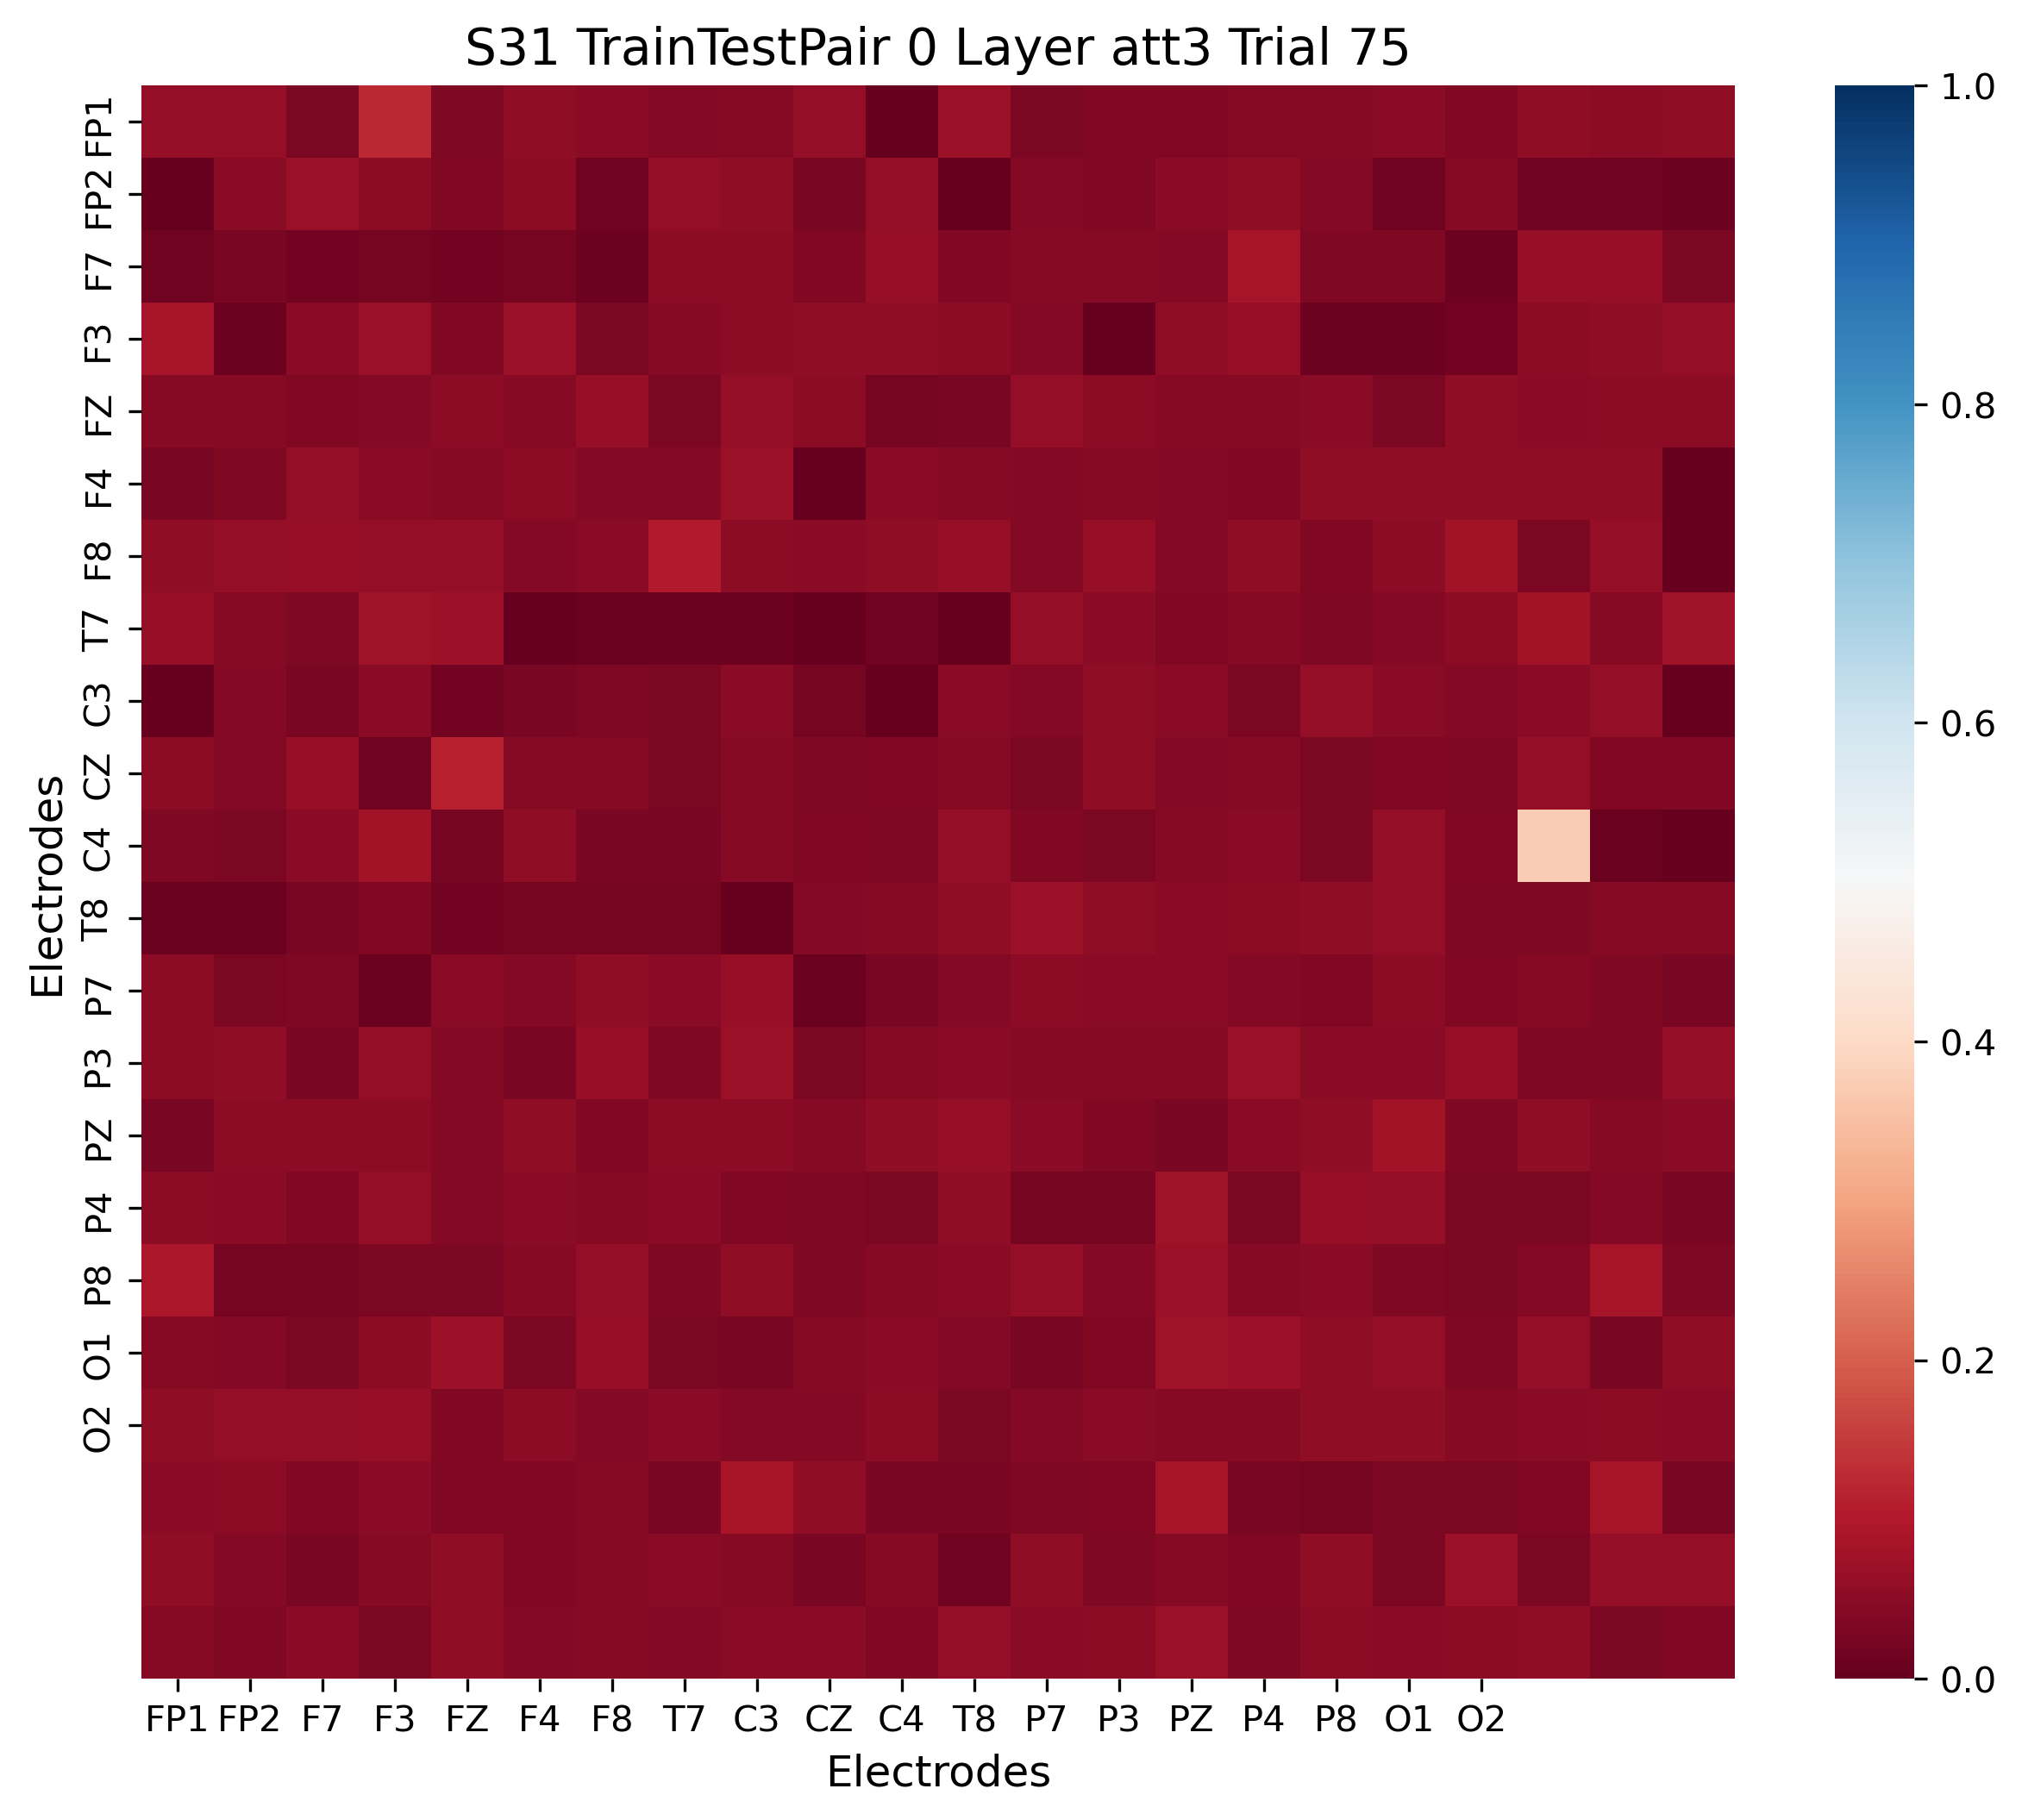 S31 TrainTestPair 0 Layer att3 Trial 75
Electrodes
FP1
FP2
F7
F3
FZ
F4
F8
T7
C3
CZ
C4
T8
P7
P3
PZ
P4
P8
O1
O2
FP1 FP2 F7 F3 FZ F4 F8 T7 C3 CZ C4 T8 P7 P3 PZ P4 P8 O1 O2
Electrodes
1.0
0.8
0.6
0.4
0.2
0.0